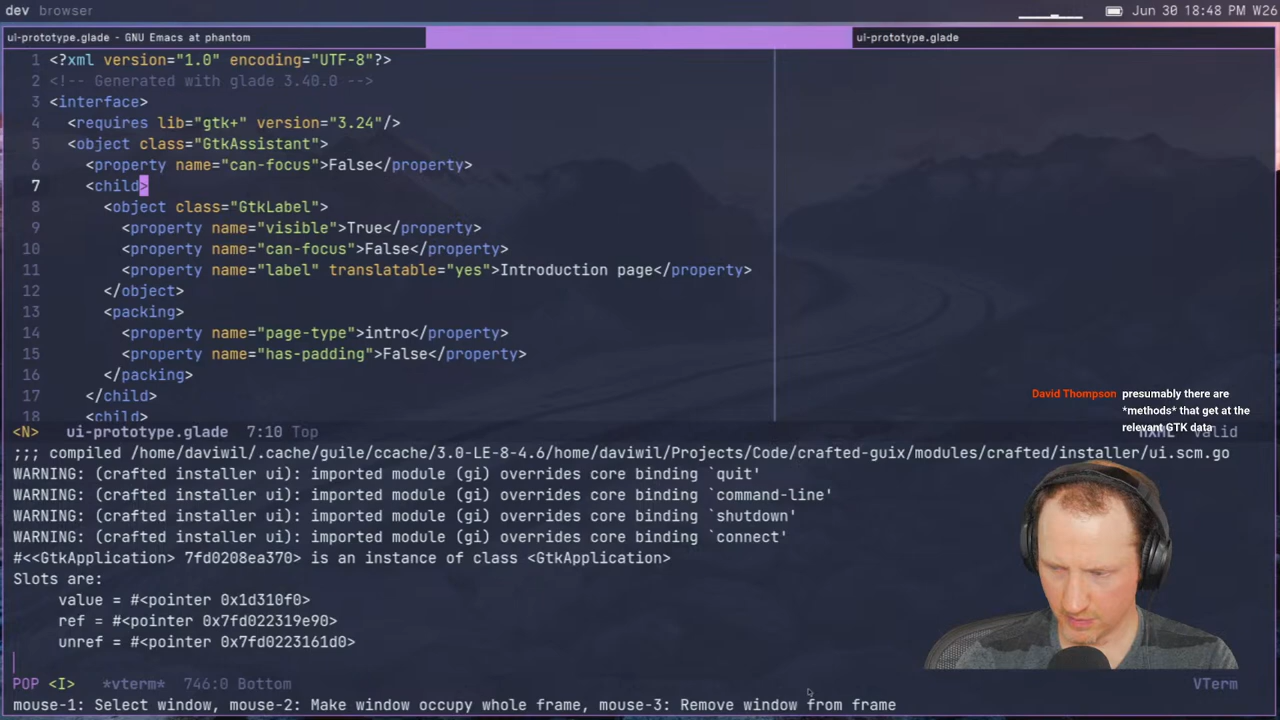 dev browser
Jun 30 18:48 PM W26
ui-prototype.glade - GNU Emacs at phantom
ui-prototype.glade
1 <?xml version="1.0" encoding="UTF-8"?>
2 <!-- Generated with glade 3.40.0 -->
3 <interface>
4 <requires lib="gtk+" version="3.24"/>
5 <object class="GtkAssistant">
6 <property name="can-focus">False</property>
7 <child>
8 <object class="GtkLabel">
9 <property name="visible">True</property>
10 <property name="can-focus">False</property>
11 <property name="label" translatable="yes">Introduction page</property>
12 </object>
13 <packing>
14 <property name="page-type">intro</property>
15 <property name="has-padding">False</property>
16 </packing>
17 </child>
18 <child>
David Thompson presumably there are
*methods* that get at the
relevant GTK data
<N> ui-prototype.glade 7:10 Top
Valid
;;; compiled /home/daviwil/.cache/guile/ccache/3.0-LE-8-4.6/home/daviwil/Projects/Code/crafted-guix/modules/crafted/installer/ui.scm.go
WARNING: (crafted installer ui): imported module (gi) overrides core binding `quit'
WARNING: (crafted installer ui): imported module (gi) overrides core binding `command-line'
WARNING: (crafted installer ui): imported module (gi) overrides core binding `shutdown'
WARNING: (crafted installer ui): imported module (gi) overrides core binding `connect'
#<<GtkApplication> 7fd0208ea370> is an instance of class <GtkApplication>
Slots are:
value = #<pointer 0x1d310f0>
ref = #<pointer 0x7fd022319e90>
unref = #<pointer 0x7fd0223161d0>
POP <I> *vterm* 746:0 Bottom
VTerm
mouse-1: Select window, mouse-2: Make window occupy whole frame, mouse-3: Remove window from frame